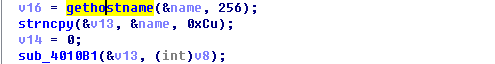 v16 = gethostname(&name, 256);
strncpy(&v13, &name, 0xCu);
v14 = 0;
sub_4010B1(&v13, (int)v8);